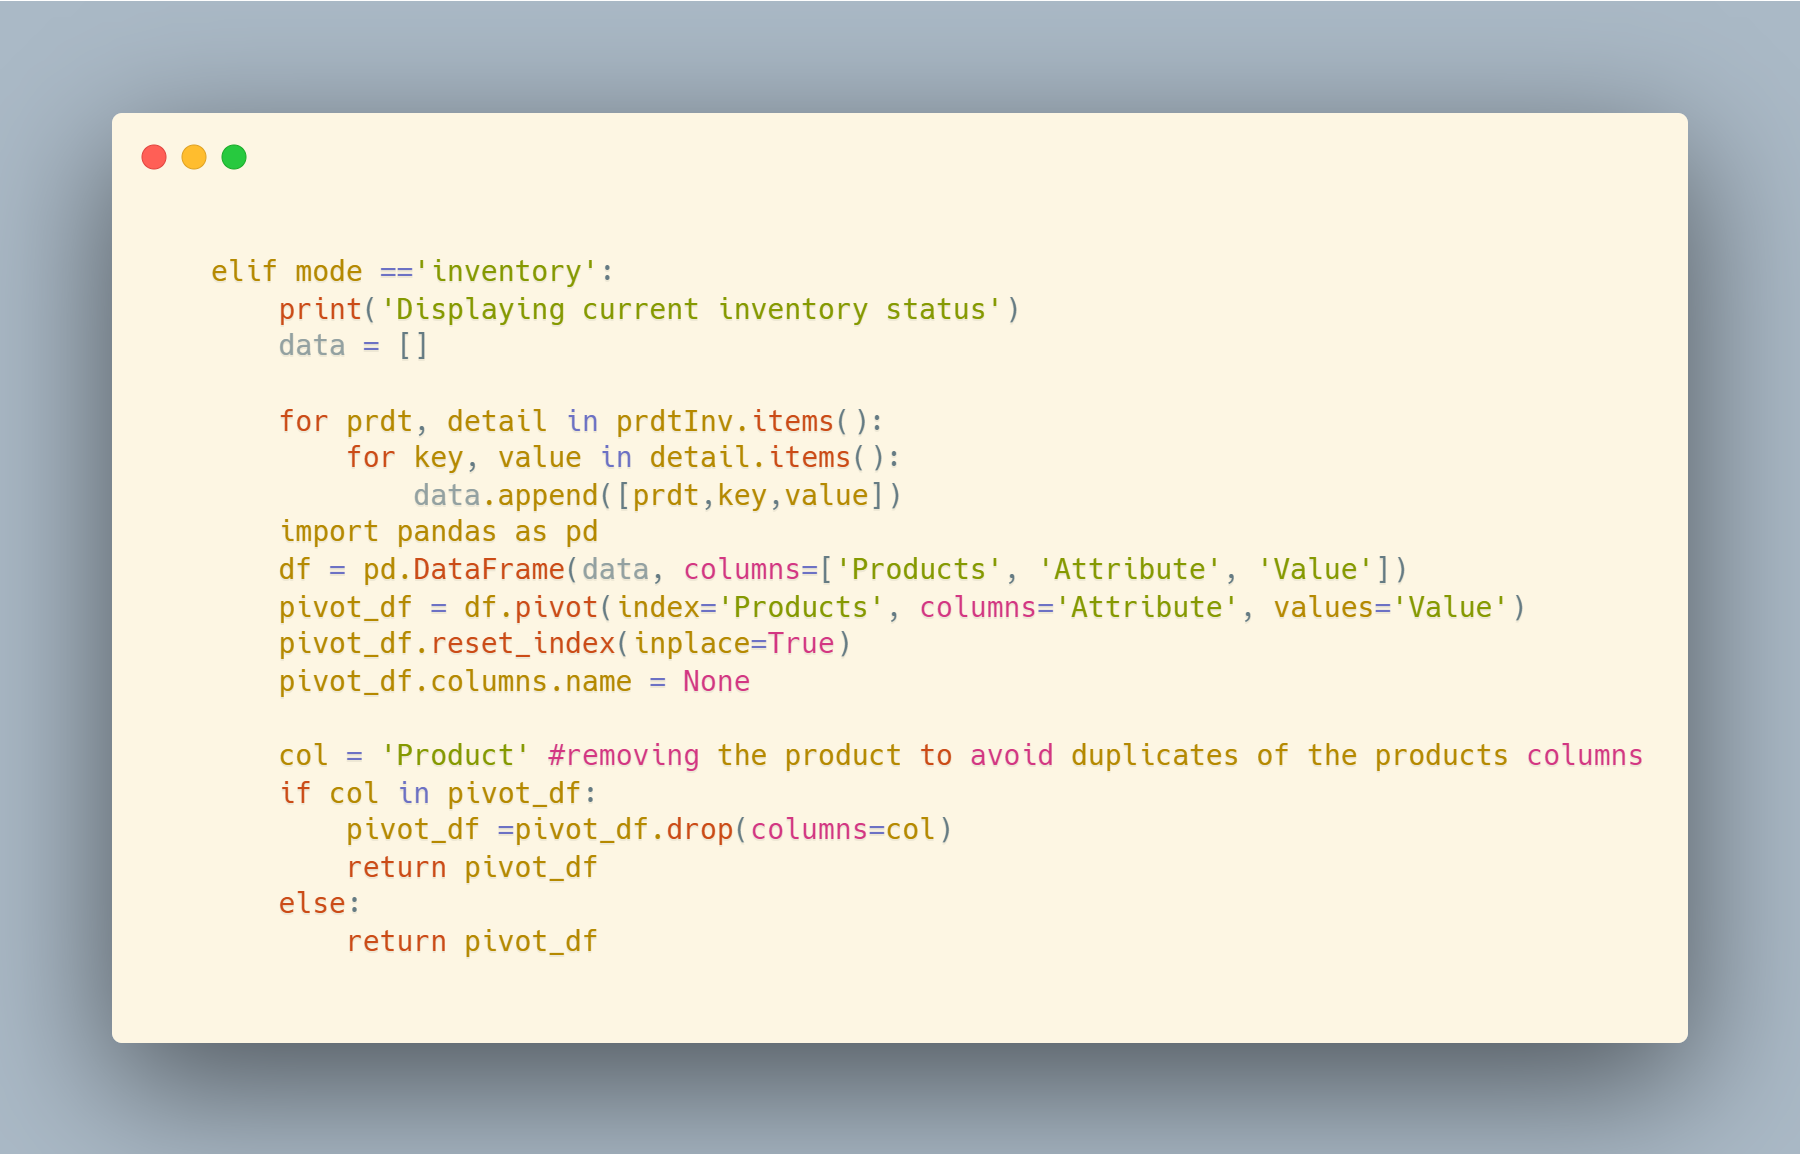 elif mode =='inventory':
    print('Displaying current inventory status')
    data = []
    for prdt, detail in prdtInv.items():
        for key, value in detail.items():
            data.append([prdt,key,value])
    import pandas as pd
    df = pd.DataFrame(data, columns=['Products', 'Attribute', 'Value'])
    pivot_df = df.pivot(index='Products', columns='Attribute', values='Value')
    pivot_df.reset_index(inplace=True)
    pivot_df.columns.name = None
    col = 'Product' #removing the product to avoid duplicates of the products columns
    if col in pivot_df:
        pivot_df =pivot_df.drop(columns=col)
        return pivot_df
    else:
        return pivot_df